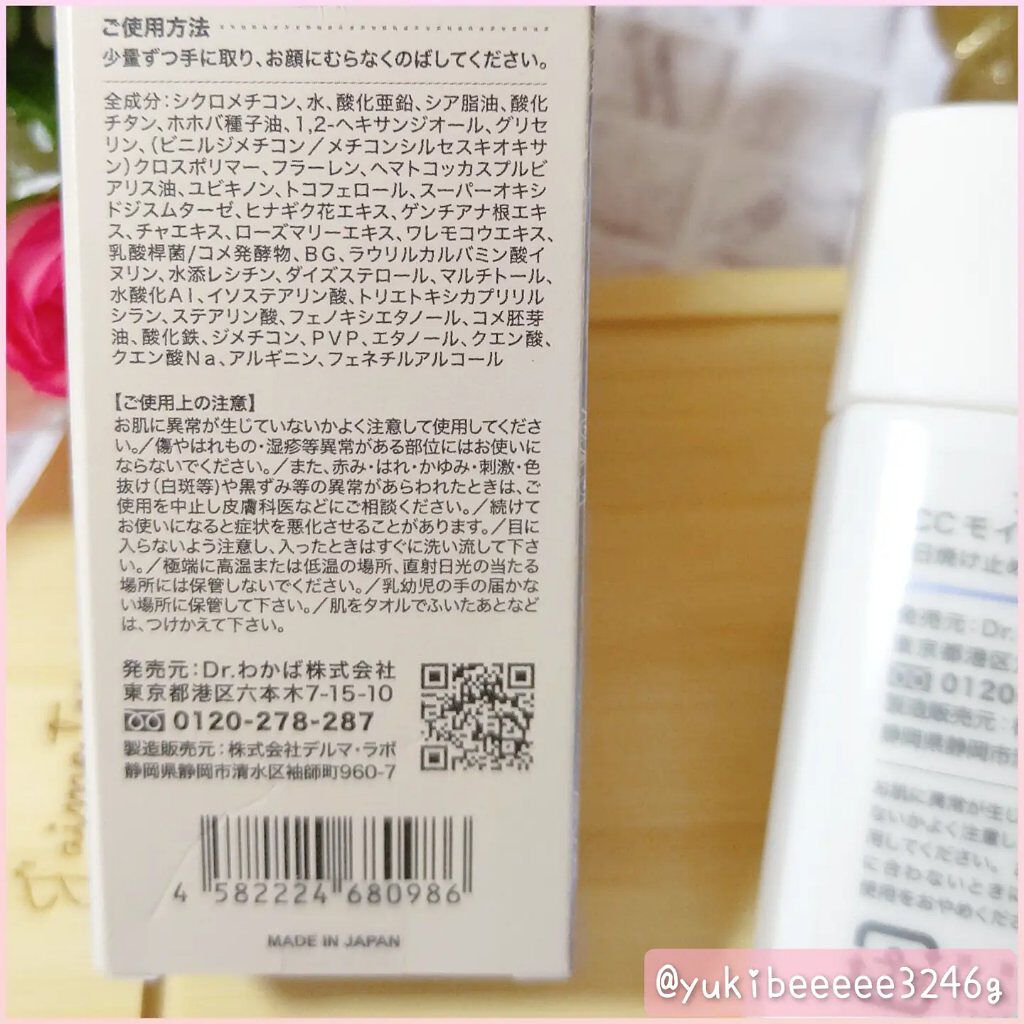 ご使用方法
少量ずつ手に取り、お顔にむらなくのばしてください。
全成分：シクロメチコン、水、酸化亜鉛、シア脂油、酸化
チタン、ホホバ種子油、1,2-ヘキサンジオール、グリセ
リン、(ビニルジメチコン／メチコンシルセスキオキサ
ン)クロスポリマー、フラーレン、ヘマトコッカスプルビ
アリス油、ユビキノン、トコフェロール、スーパーオキシ
ドジスムターゼ、ヒナギク花エキス、ゲンチアナ根エキ
ス、チャエキス、ローズマリーエキス、ワレモコウエキス、
乳酸桿菌/コメ発酵物、BG、ラウリルカルバミン酸イ
ヌリン、水添レシチン、ダイズステロール、マルチトール、
水酸化Al、イソステアリン酸、トリエトキシカプリリル
シラン、ステアリン酸、フェノキシエタノール、コメ胚芽
油、酸化鉄、ジメチコン、PVP、エタノール、クエン酸、
クエン酸Na、アルギニン、フェネチルアルコール
【ご使用上の注意】
お肌に異常が生じていないかよく注意して使用してくださ
い。／傷やはれもの・湿疹等異常がある部位にはお使いに
ならないでください。／また、赤み・はれ・かゆみ・刺激・色
抜け(白斑等)や黒ずみ等の異常があらわれたときは、ご
使用を中止し皮膚科医などにご相談ください。／続けて
お使いになると症状を悪化させることがあります。／目に
入らないよう注意し、入ったときはすぐに洗い流して下さ
い。／極端に高温または低温の場所、直射日光の当たる
場所には保管しないでください。／乳幼児の手の届かな
い場所に保管して下さい。／肌をタオルでふいたあとなど
は、つけかえて下さい。
発売元：Dr.わかば株式会社
東京都港区六本木7-15-10
0120-278-287
製造販売元：株式会社デルマ・ラボ
静岡県静岡市清水区袖師町960-7
4 582224 680986
MADE IN JAPAN
CCモイ
日焼け止め
発売元：Dr.
東京都港区
0120
製造販売元：
静岡県静岡市
お肌に異常が生じ
ないかよく注意し
用してください。
に合わないときに
使用をおやめくださ
@yukibeeeee3246g